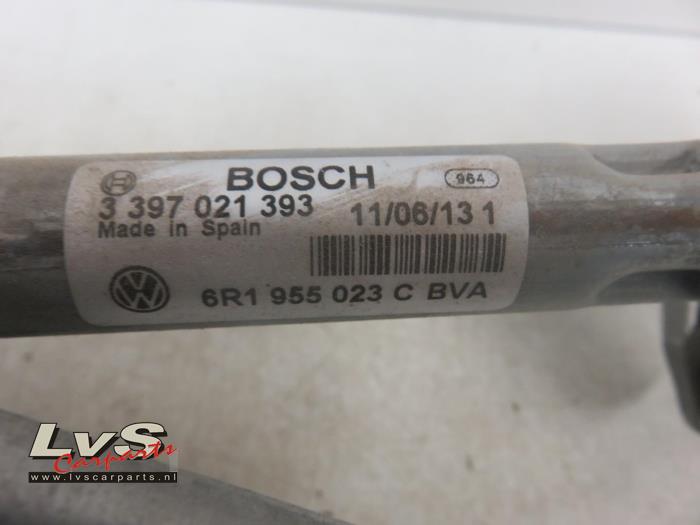 BOSCH
964
3 397 021 393
11/06/13 1
Made in Spain
6R1 955 023 C BVA
LvS
Carparts
www.lvscarparts.nl